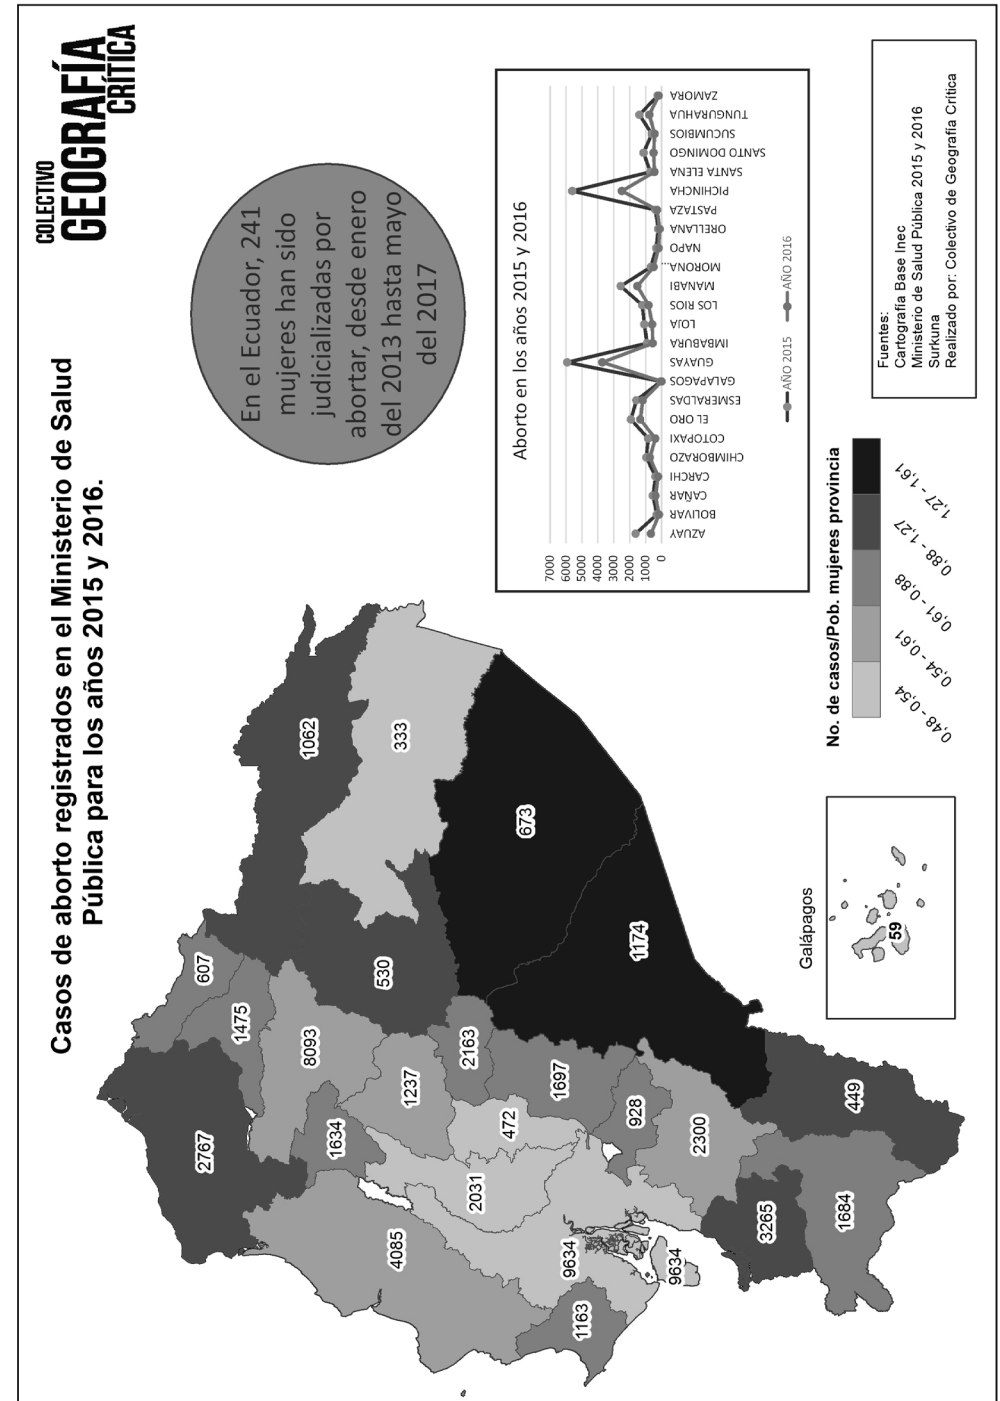 COLECTIVO
GEOGRAFÍA
CRÍTICA
Casos de aborto registrados en el Ministerio de Salud
Pública para los años 2015 y 2016.
En el Ecuador, 241
mujeres han sido
judicializadas por
abortar, desde enero
del 2013 hasta mayo
del 2017
607
1475
2767
8093
1634
1062
333
530
1237
2163
472
2031
4085
673
1174
1697
928
2300
9634
9634
1163
3265
1684
449
Aborto en los años 2015 y 2016
7000
6000
5000
4000
3000
2000
1000
0
AZUAY
BOLIVAR
CAÑAR
CARCHI
CHIMBORAZO
COTOPAXI
EL ORO
ESMERALDAS
GALAPAGOS
GUAYAS
IMBABURA
LOJA
LOS RIOS
MANABI
MORONA...
NAPO
ORELLANA
PASTAZA
PICHINCHA
SANTA ELENA
SANTO DOMINGO
SUCUMBIOS
TUNGURAHUA
ZAMORA
AÑO 2015
AÑO 2016
Galápagos
59
No. de casos/Pob. mujeres provincia
0,48 - 0,54
0,54 - 0,61
0,61 - 0,88
0,88 - 1,27
1,27 - 1,61
Fuentes:
Cartografía Base Inec
Ministerio de Salud Pública 2015 y 2016
Surkuna
Realizado por: Colectivo de Geografía Crítica